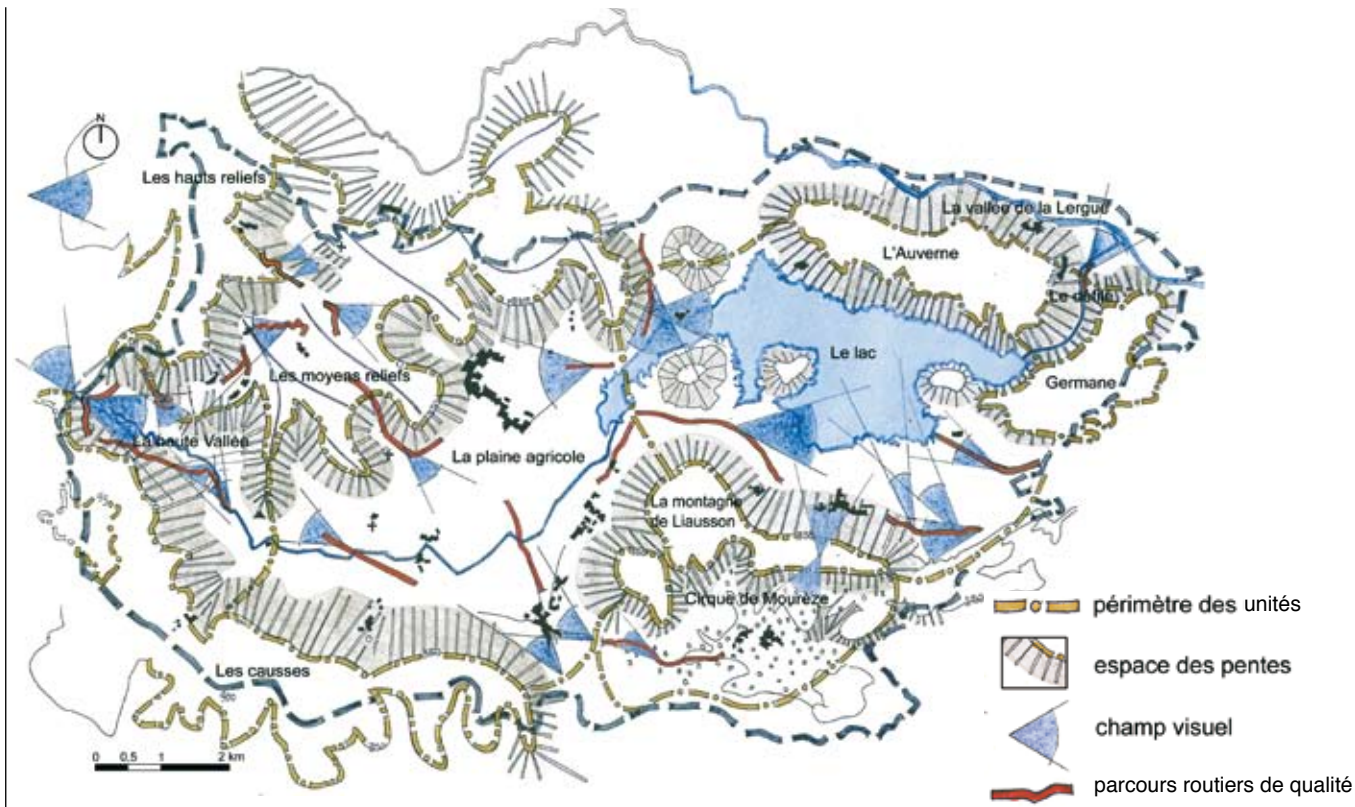 N
Les hauts reliefs
La vallée de la Lergue
L'Auverne
Le défilé
Le lac
Germane
Les moyens reliefs
La haute Vallée
La plaine agricole
La montagne
de Liausson
Cirque de Mourèze
Les causses
0 0,5 1 2 km
périmètre des unités
espace des pentes
champ visuel
parcours routiers de qualité